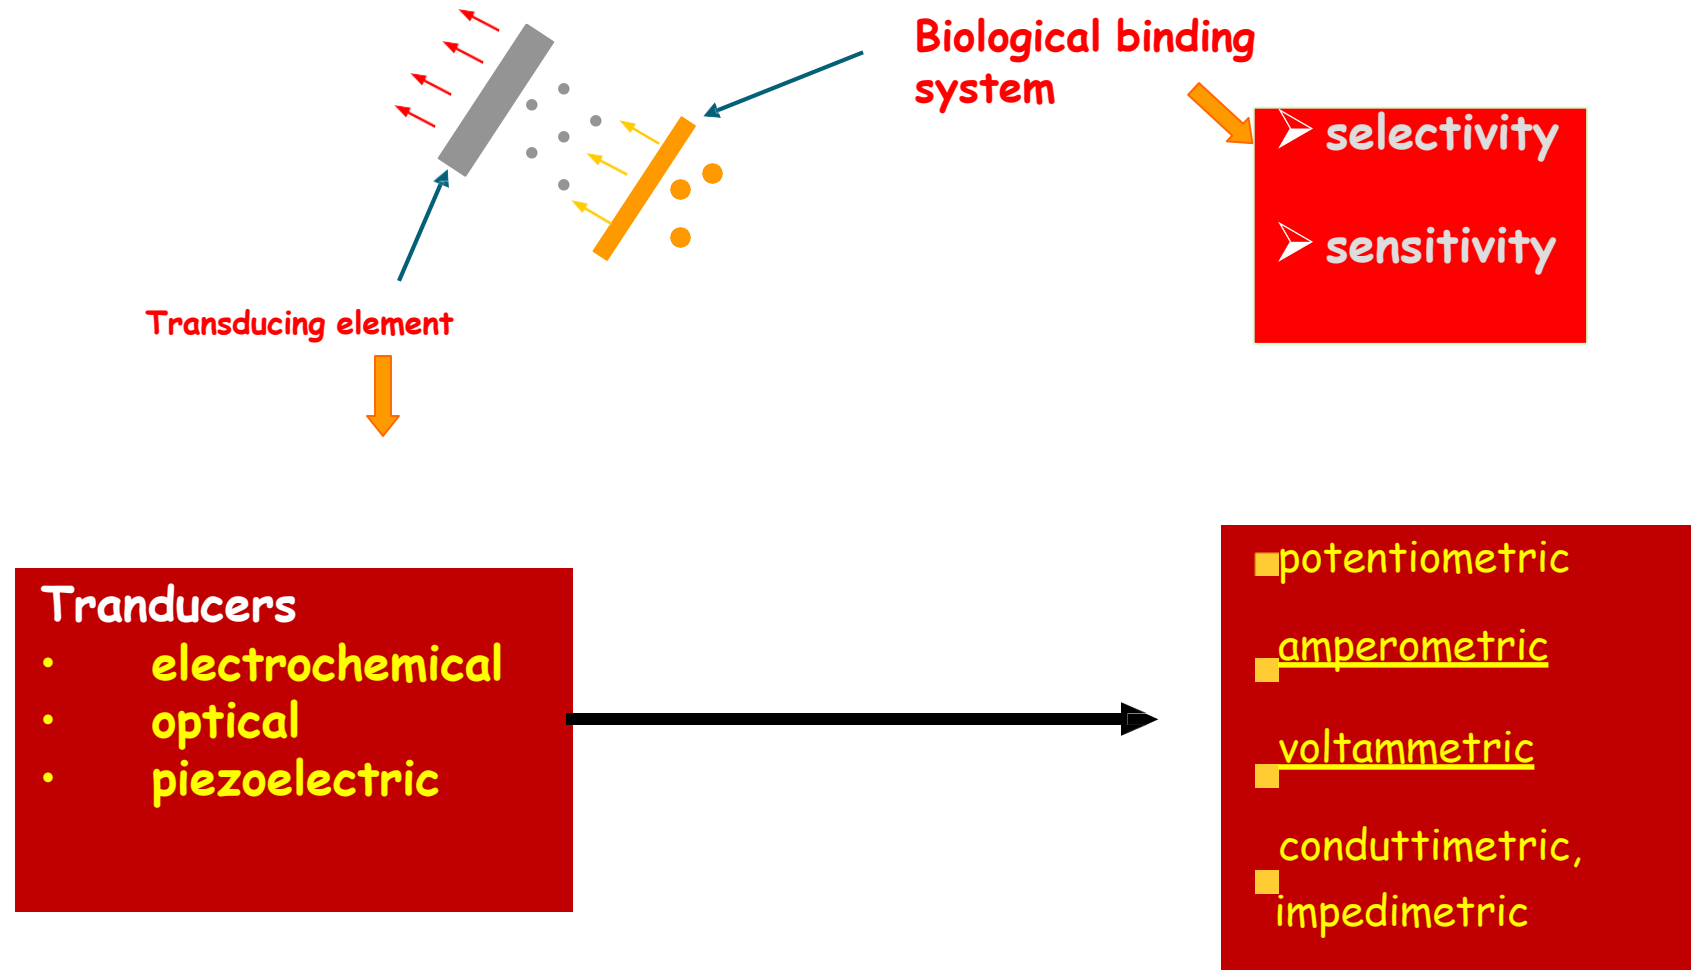 Biological binding
system
selectivity
sensitivity
Transducing element
Tranducers
• electrochemical
• optical
• piezoelectric
potentiometric
amperometric
voltammetric
conduttimetric,
impedimetric